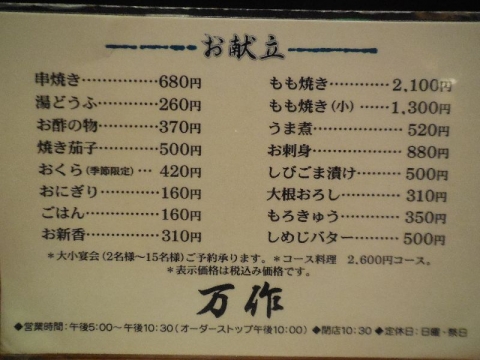 お献立
串焼き……………680円
湯どうふ…………260円
お酢の物…………370円
焼き茄子…………500円
おくら(季節限定)… 420円
おにぎり…………160円
ごはん……………160円
お新香……………310円
もも焼き…………2,100円
もも焼き(小)…1,300円
うま煮……………520円
お刺身……………880円
しびごま漬け……500円
大根おろし………310円
もろきゅう………350円
しめじバター……500円
*大小宴会(2名様〜15名様)ご予約承ります。*コース料理 2,600円コース。
*表示価格は税込み価格です。
万作
◆営業時間:午後5:00〜午後10:30(オーダーストップ午後10:00) ◆閉店10:30 ◆定休日:日曜・祭日